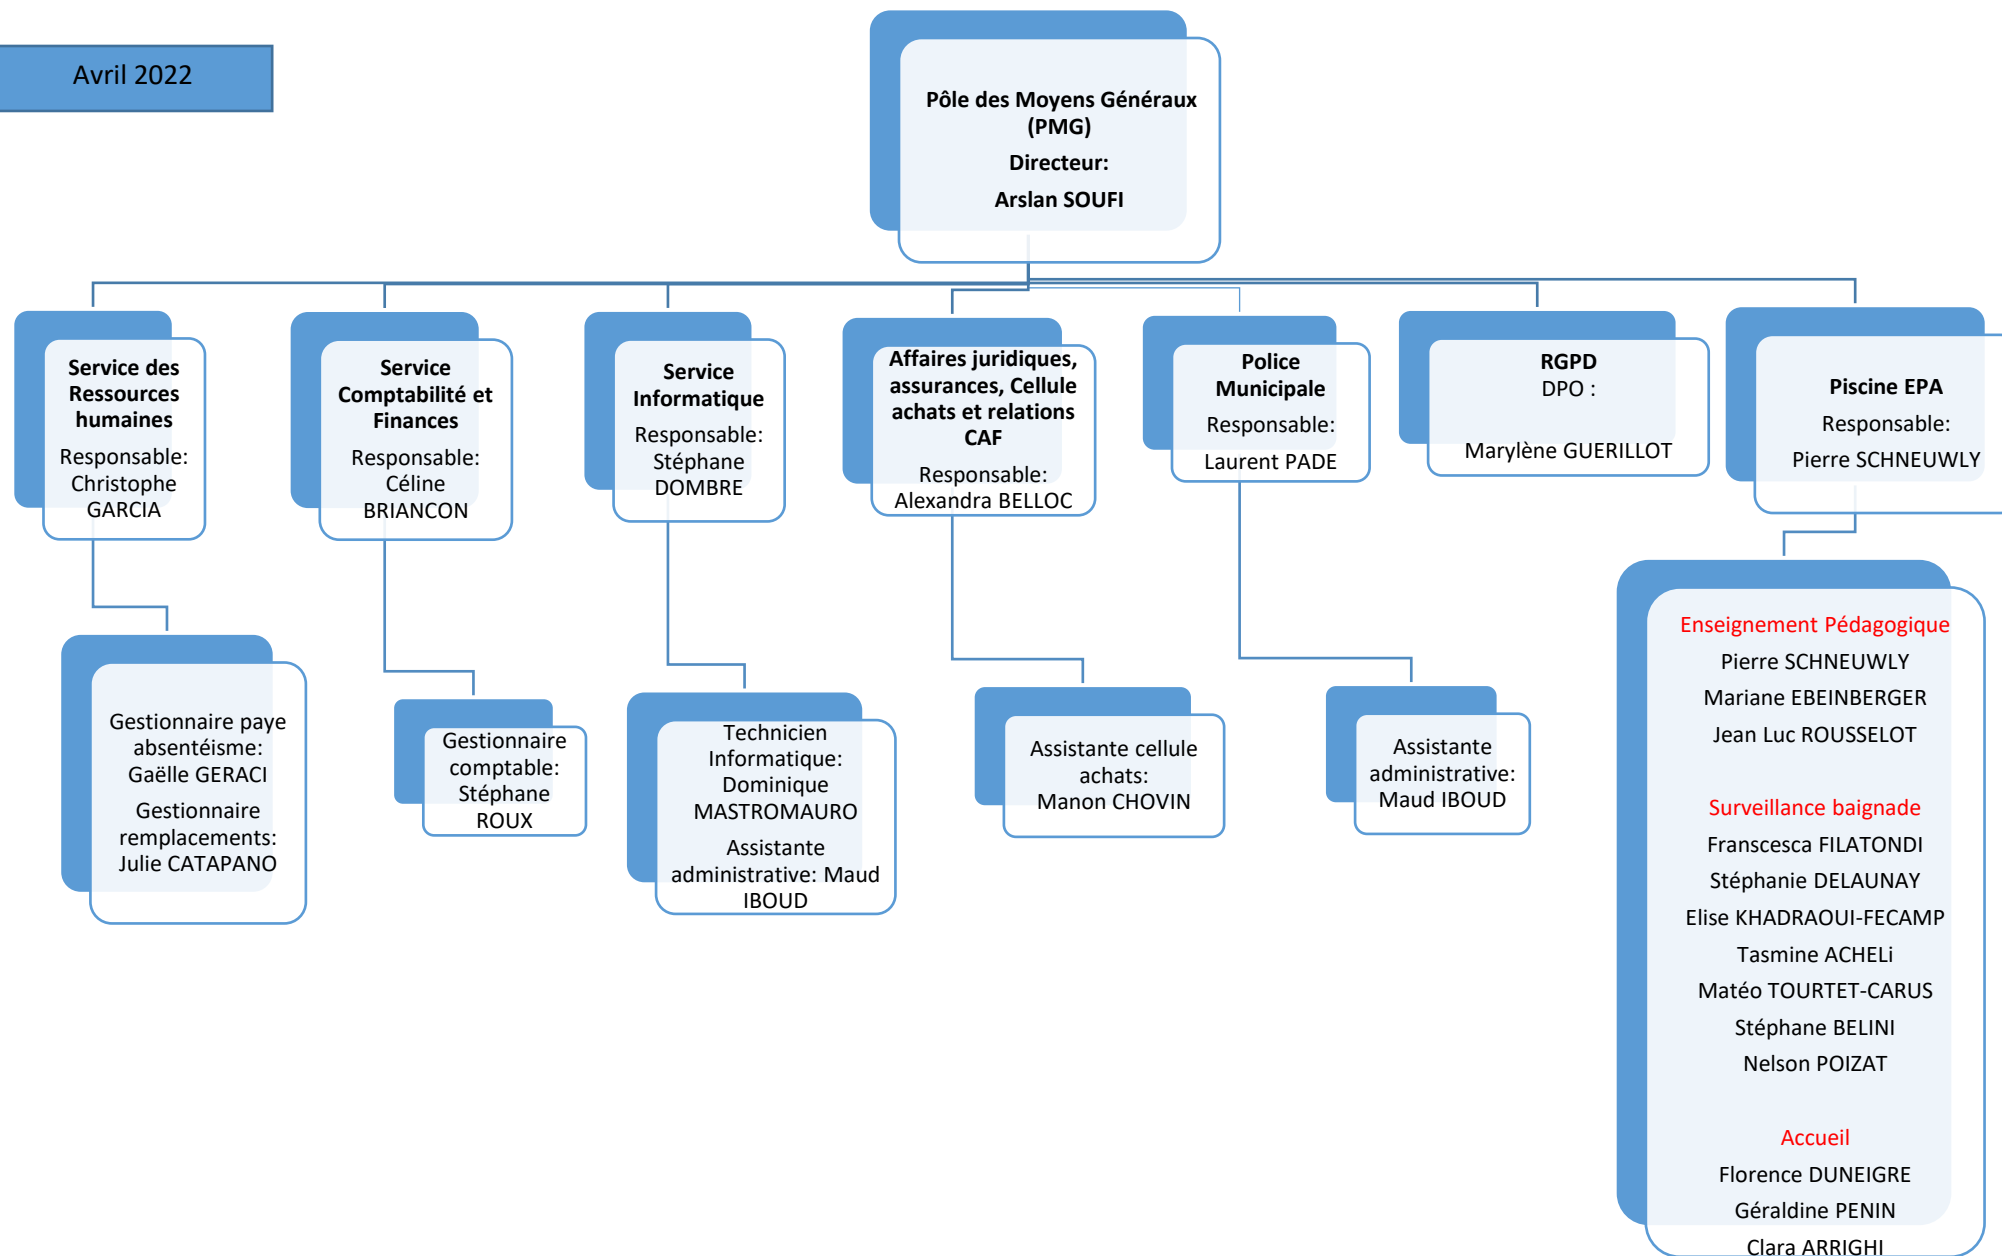 Avril 2022
Pôle des Moyens Généraux
(PMG)
Directeur:
Arslan SOUFI
Service des
Ressources
humaines
Responsable:
Christophe
GARCIA
Service
Comptabilité et
Finances
Responsable:
Céline
BRIANCON
Service
Informatique
Responsable:
Stéphane
DOMBRE
Affaires juridiques,
assurances, Cellule
achats et relations
CAF
Responsable:
Alexandra BELLOC
Police
Municipale
Responsable:
Laurent PADE
RGPD
DPO :
Marylène GUERILLOT
Piscine EPA
Responsable:
Pierre SCHNEUWLY
Gestionnaire paye
absentéisme:
Gaëlle GERACI
Gestionnaire
remplacements:
Julie CATAPANO
Gestionnaire
comptable:
Stéphane
ROUX
Technicien
Informatique:
Dominique
MASTROMAURO
Assistante
administrative: Maud
IBOUD
Assistante cellule
achats:
Manon CHOVIN
Assistante
administrative:
Maud IBOUD
Enseignement Pédagogique
Pierre SCHNEUWLY
Mariane EBEINBERGER
Jean Luc ROUSSELOT
Surveillance baignade
Franscesca FILATONDI
Stéphanie DELAUNAY
Elise KHADRAOUI-FECAMP
Tasmine ACHELi
Matéo TOURTET-CARUS
Stéphane BELINI
Nelson POIZAT
Accueil
Florence DUNEIGRE
Géraldine PENIN
Clara ARRIGHI